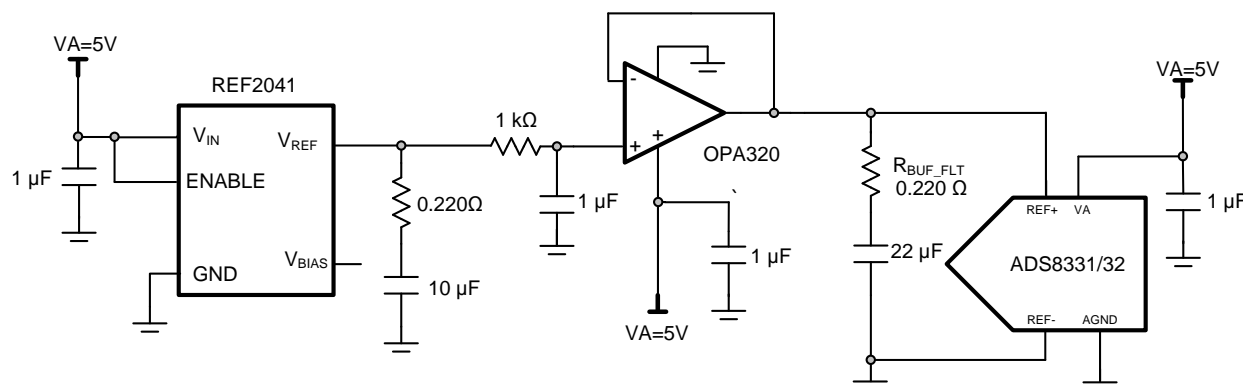 VA=5V
REF2041
VIN
VREF
ENABLE
1 µF
0.220Ω
GND
VBIAS
10 µF
1 kΩ
1 µF
-
+
+
OPA320
`
1 µF
VA=5V
RBUF_FLT
0.220 Ω
22 µF
VA=5V
REF+
VA
1 µF
ADS8331/32
REF-
AGND